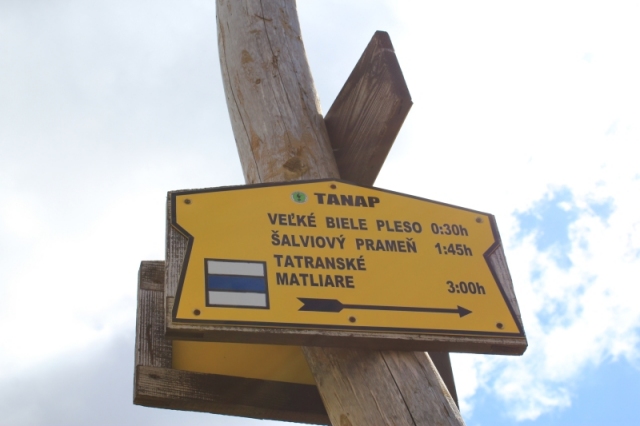 TANAP
VEĽKÉ BIELE PLESO 0:30h
ŠALVIOVÝ PRAMEŇ 1:45h
TATRANSKÉ
MATLIARE 3:00h